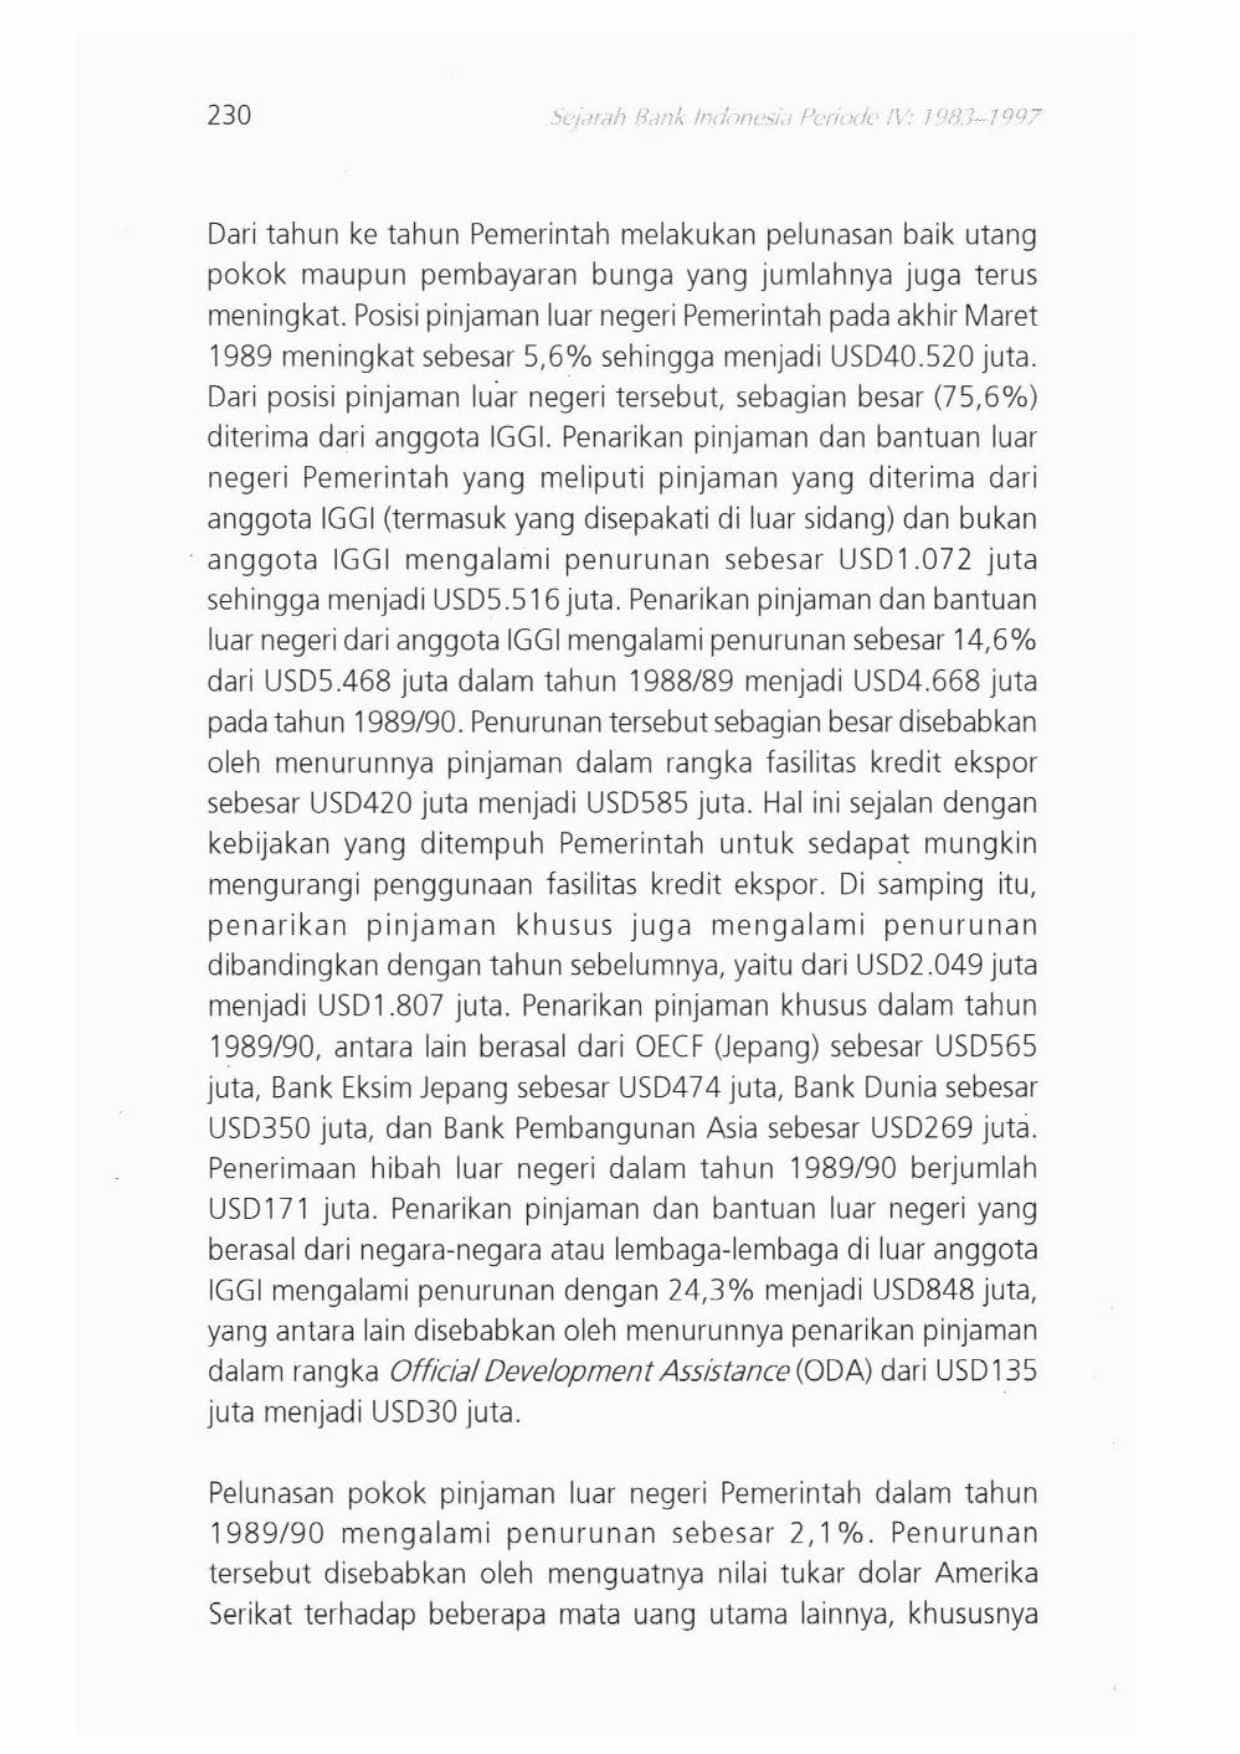 230
Sejarah Bank Indonesia Periode IV: 1983–1997
Dari tahun ke tahun Pemerintah melakukan pelunasan baik utang
pokok maupun pembayaran bunga yang jumlahnya juga terus
meningkat. Posisi pinjaman luar negeri Pemerintah pada akhir Maret
1989 meningkat sebesar 5,6% sehingga menjadi USD40.520 juta.
Dari posisi pinjaman luar negeri tersebut, sebagian besar (75,6%)
diterima dari anggota IGGI. Penarikan pinjaman dan bantuan luar
negeri Pemerintah yang meliputi pinjaman yang diterima dari
anggota IGGI (termasuk yang disepakati di luar sidang) dan bukan
anggota IGGI mengalami penurunan sebesar USD1.072 juta
sehingga menjadi USD5.516 juta. Penarikan pinjaman dan bantuan
luar negeri dari anggota IGGI mengalami penurunan sebesar 14,6%
dari USD5.468 juta dalam tahun 1988/89 menjadi USD4.668 juta
pada tahun 1989/90. Penurunan tersebut sebagian besar disebabkan
oleh menurunnya pinjaman dalam rangka fasilitas kredit ekspor
sebesar USD420 juta menjadi USD585 juta. Hal ini sejalan dengan
kebijakan yang ditempuh Pemerintah untuk sedapat mungkin
mengurangi penggunaan fasilitas kredit ekspor. Di samping itu,
penarikan pinjaman khusus juga mengalami penurunan
dibandingkan dengan tahun sebelumnya, yaitu dari USD2.049 juta
menjadi USD1.807 juta. Penarikan pinjaman khusus dalam tahun
1989/90, antara lain berasal dari OECF (Jepang) sebesar USD565
juta, Bank Eksim Jepang sebesar USD474 juta, Bank Dunia sebesar
USD350 juta, dan Bank Pembangunan Asia sebesar USD269 juta.
Penerimaan hibah luar negeri dalam tahun 1989/90 berjumlah
USD171 juta. Penarikan pinjaman dan bantuan luar negeri yang
berasal dari negara-negara atau lembaga-lembaga di luar anggota
IGGI mengalami penurunan dengan 24,3% menjadi USD848 juta,
yang antara lain disebabkan oleh menurunnya penarikan pinjaman
dalam rangka Official Development Assistance (ODA) dari USD135
juta menjadi USD30 juta.
Pelunasan pokok pinjaman luar negeri Pemerintah dalam tahun
1989/90 mengalami penurunan sebesar 2,1%. Penurunan
tersebut disebabkan oleh menguatnya nilai tukar dolar Amerika
Serikat terhadap beberapa mata uang utama lainnya, khususnya